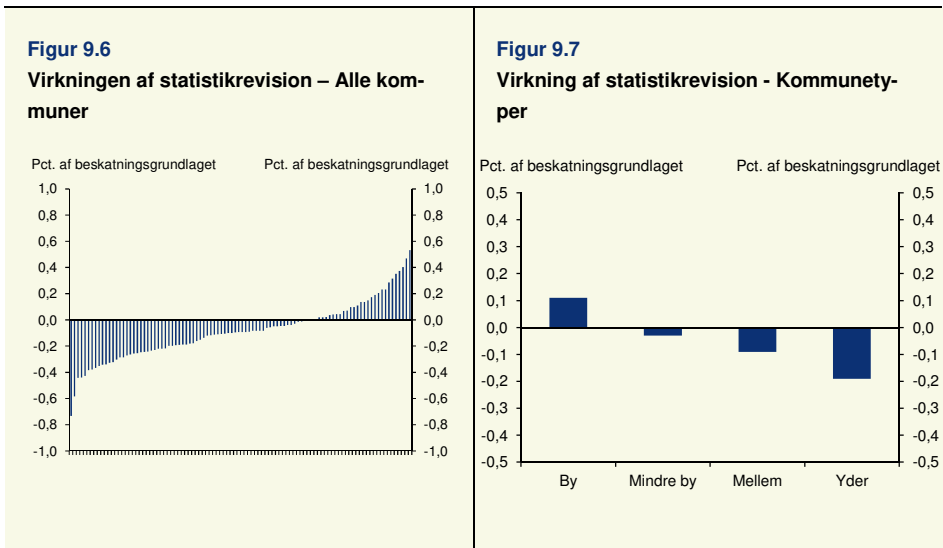 Figur 9.6
Virkningen af statistikrevision – Alle kom-
muner
Pct. af beskatningsgrundlaget Pct. af beskatningsgrundlaget
1,0 1,0
0,8 0,8
0,6 0,6
0,4 0,4
0,2 0,2
0,0 0,0
-0,2 -0,2
-0,4 -0,4
-0,6 -0,6
-0,8 -0,8
-1,0 -1,0
Figur 9.7
Virkning af statistikrevision - Kommunety-
per
Pct. af beskatningsgrundlaget Pct. af beskatningsgrundlaget
0,5 0,5
0,4 0,4
0,3 0,3
0,2 0,2
0,1 0,1
0,0 0,0
-0,1 -0,1
-0,2 -0,2
-0,3 -0,3
-0,4 -0,4
-0,5 -0,5
By Mindre by Mellem Yder